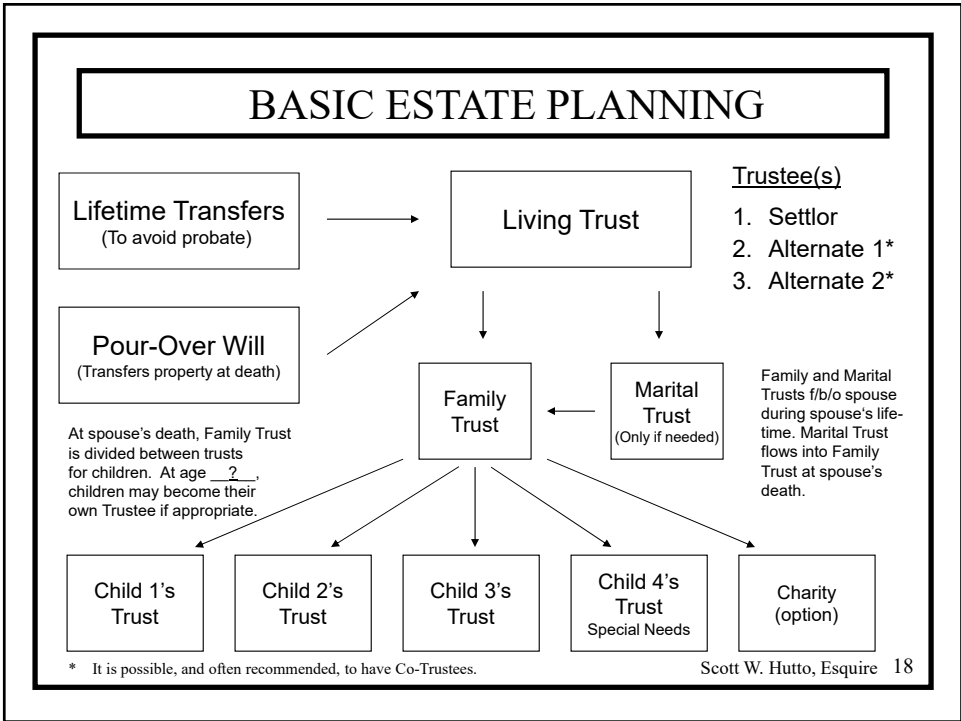 BASIC ESTATE PLANNING
Lifetime Transfers
(To avoid probate)
Living Trust
Trustee(s)
1. Settlor
2. Alternate 1*
3. Alternate 2*
Pour-Over Will
(Transfers property at death)
Family
Trust
Marital
Trust
(Only if needed)
Family and Marital
Trusts f/b/o spouse
during spouse‘s life-
time. Marital Trust
flows into Family
Trust at spouse’s
death.
At spouse’s death, Family Trust
is divided between trusts
for children. At age __?__,
children may become their
own Trustee if appropriate.
Child 1’s
Trust
Child 2’s
Trust
Child 3’s
Trust
Child 4’s
Trust
Special Needs
Charity
(option)
* It is possible, and often recommended, to have Co-Trustees.
Scott W. Hutto, Esquire 18